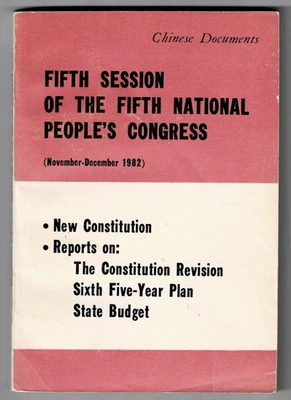 Chinese Documents
FIFTH SESSION
OF THE FIFTH NATIONAL
PEOPLE'S CONGRESS
(November-December 1982)
• New Constitution
• Reports on:
The Constitution Revision
Sixth Five-Year Plan
State Budget